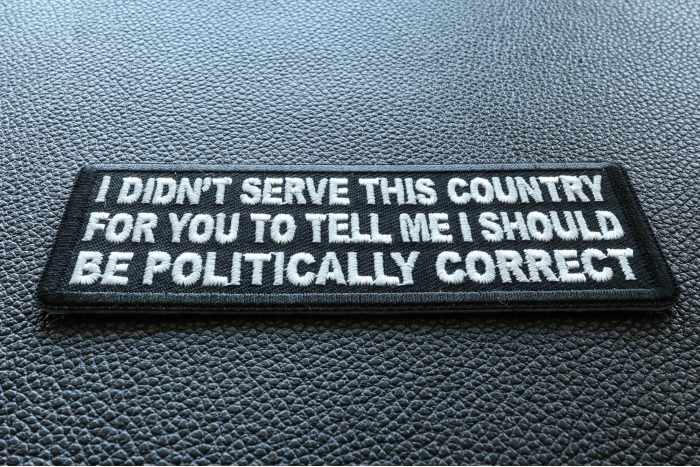 I DIDN'T SERVE THIS COUNTRY
FOR YOU TO TELL ME I SHOULD
BE POLITICALLY CORRECT